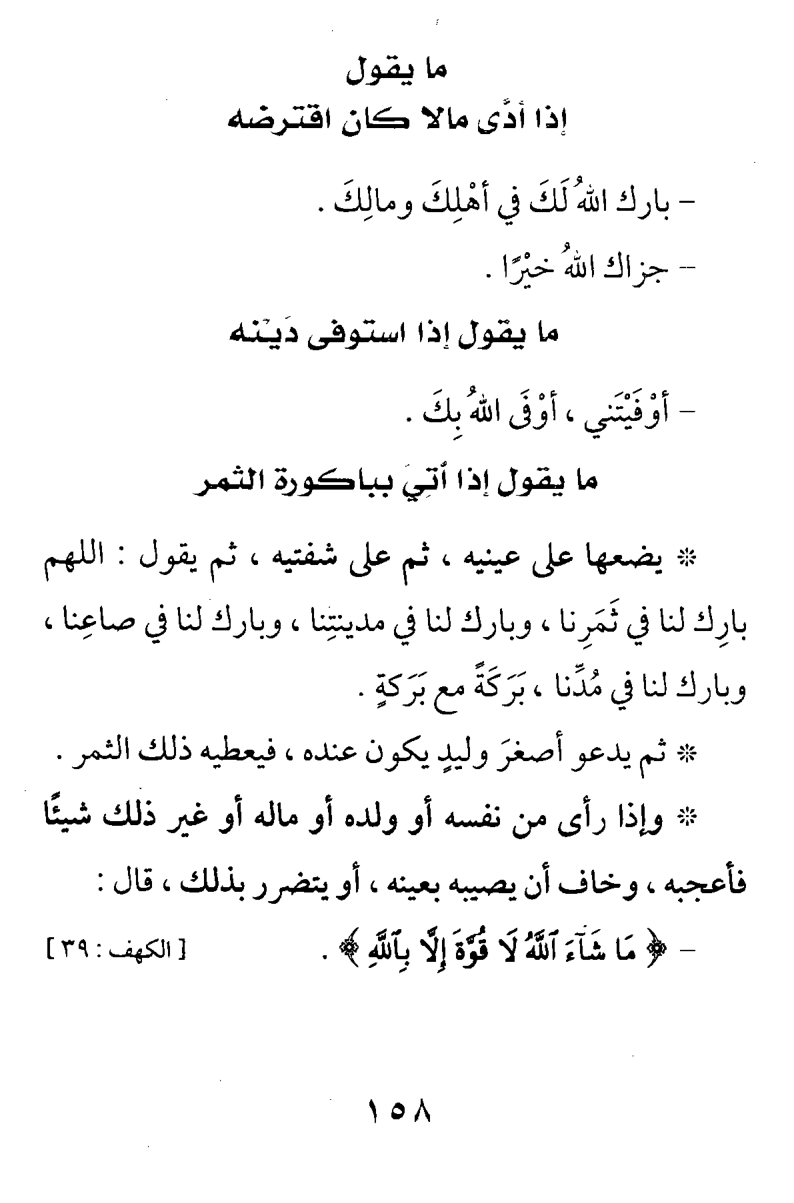 ما يقول
إذا أدَّى مالا كان اقترضه
– بارك اللهُ لَكَ في أهْلِكَ ومالِكَ .
– جزاك اللهُ خيْرًا .
ما يقول إذا استوفى دَيْنه
– أوْفَيْتَني ، أوْفَى اللهُ بِكَ .
ما يقول إذا أتِيَ بباكورة الثمر
❊ يضعها على عينيه ، ثم على شفتيه ، ثم يقول : اللهم
بارِك لنا في ثَمَرِنا ، وبارك لنا في مدينتِنا ، وبارك لنا في صاعِنا ،
وبارك لنا في مُدِّنا ، بَرَكَةً مع بَرَكةٍ .
❊ ثم يدعو أصغرَ وليدٍ يكون عنده ، فيعطيه ذلك الثمر .
❊ وإذا رأى من نفسه أو ولده أو ماله أو غير ذلك شيئًا
فأعجبه ، وخاف أن يصيبه بعينه ، أو يتضرر بذلك ، قال :
– ﴿ مَا شَآءَ ٱللَّهُ لَا قُوَّةَ إِلَّا بِٱللَّهِ ﴾ . [ الكهف : ٣٩ ]
١٥٨